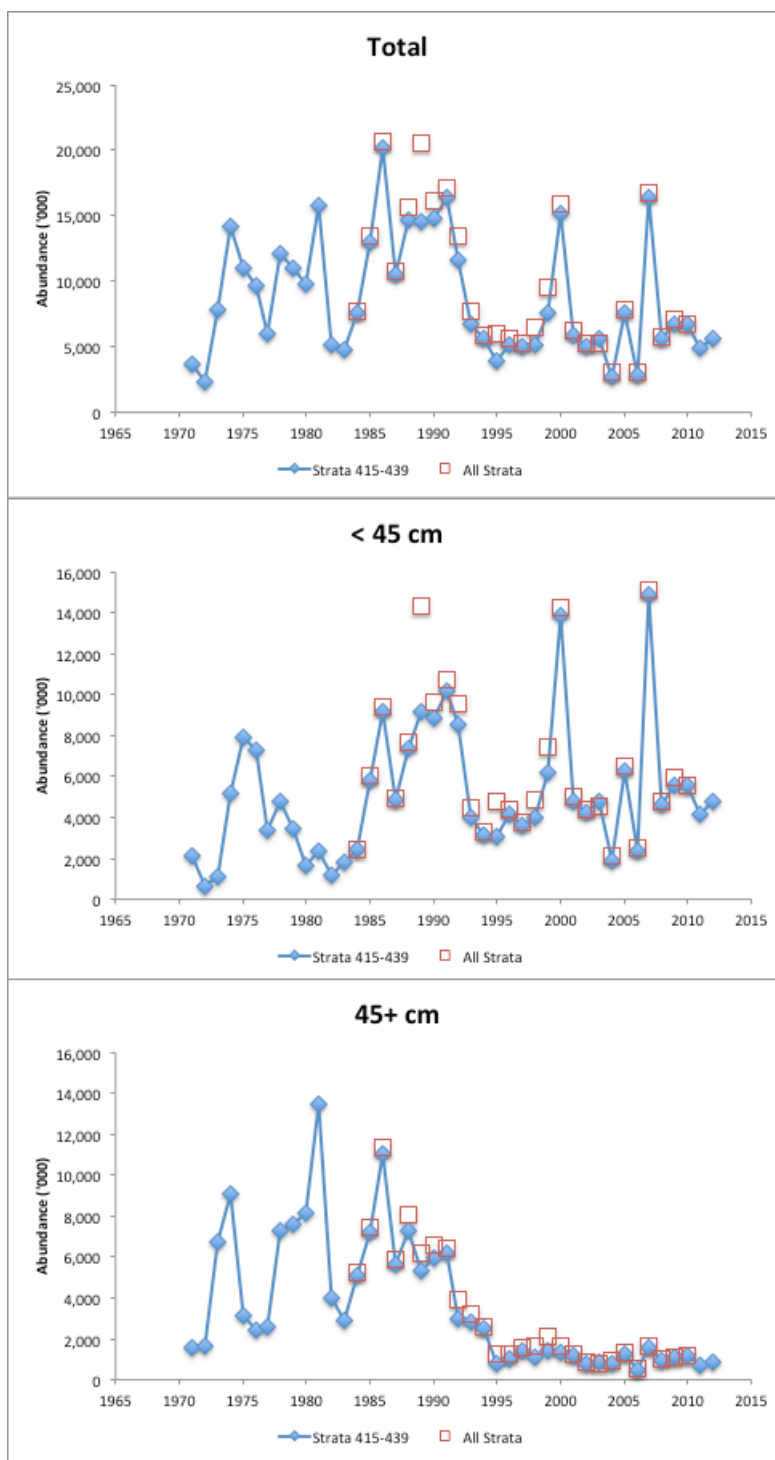 Total
25,000
20,000
15,000
10,000
5,000
0
Abundance ('000)
1965 1970 1975 1980 1985 1990 1995 2000 2005 2010 2015
Strata 415-439 All Strata
< 45 cm
16,000
14,000
12,000
10,000
8,000
6,000
4,000
2,000
0
Abundance ('000)
1965 1970 1975 1980 1985 1990 1995 2000 2005 2010 2015
Strata 415-439 All Strata
45+ cm
16,000
14,000
12,000
10,000
8,000
6,000
4,000
2,000
0
Abundance ('000)
1965 1970 1975 1980 1985 1990 1995 2000 2005 2010 2015
Strata 415-439 All Strata